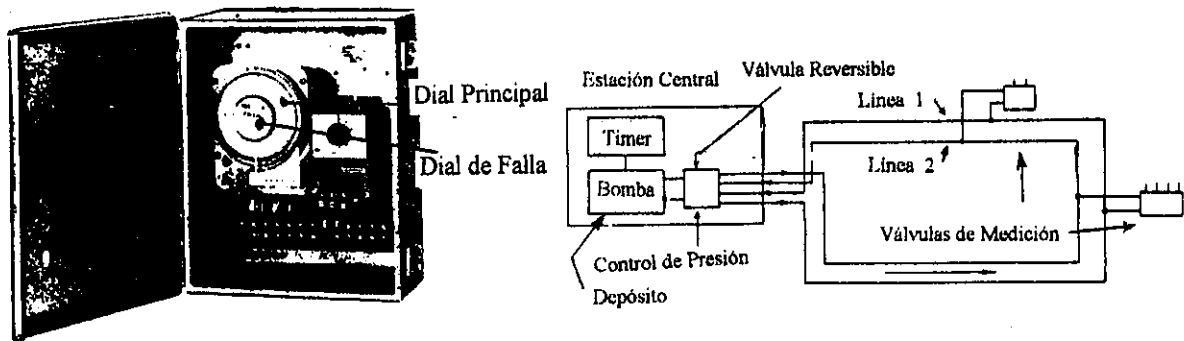 Dial Principal
Dial de Falla
Estación Central
Válvula Reversible
Timer
Bomba
Línea 1
Línea 2
Válvulas de Medición
Control de Presión
Depósito